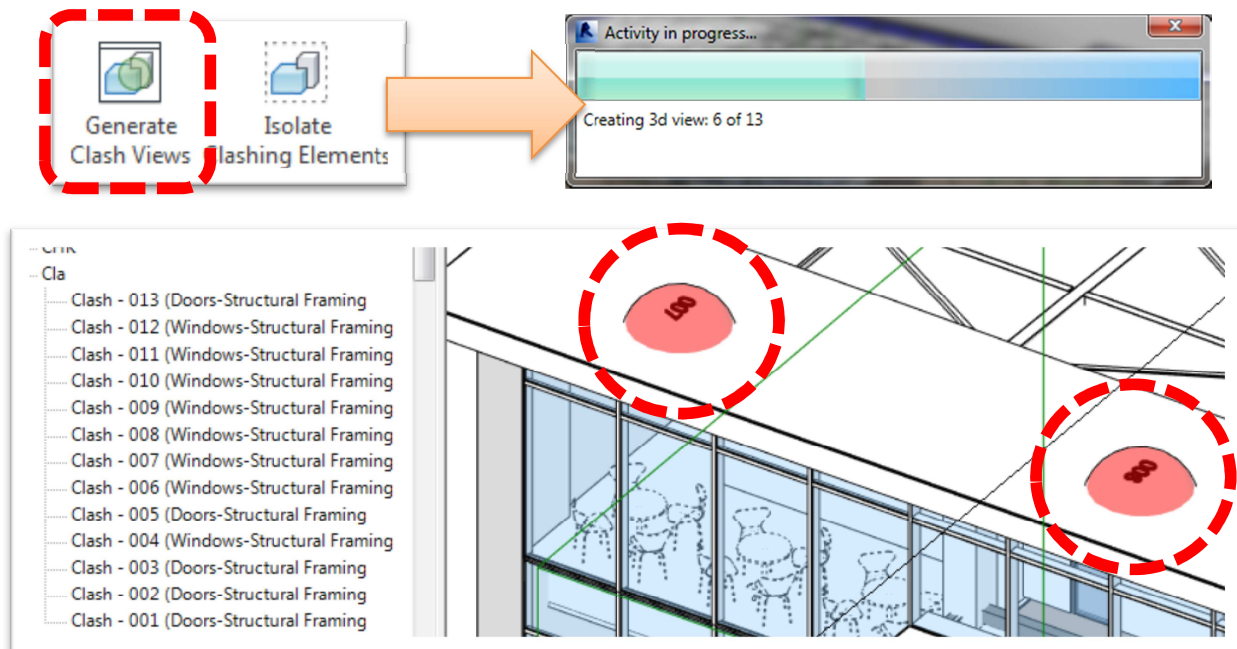 Generate
Clash Views
Isolate
Clashing Elements
Activity in progress...
Creating 3d view: 6 of 13
Cla
Clash - 013 (Doors-Structural Framing
Clash - 012 (Windows-Structural Framing
Clash - 011 (Windows-Structural Framing
Clash - 010 (Windows-Structural Framing
Clash - 009 (Windows-Structural Framing
Clash - 008 (Windows-Structural Framing
Clash - 007 (Windows-Structural Framing
Clash - 006 (Windows-Structural Framing
Clash - 005 (Doors-Structural Framing
Clash - 004 (Windows-Structural Framing
Clash - 003 (Doors-Structural Framing
Clash - 002 (Doors-Structural Framing
Clash - 001 (Doors-Structural Framing
007
008